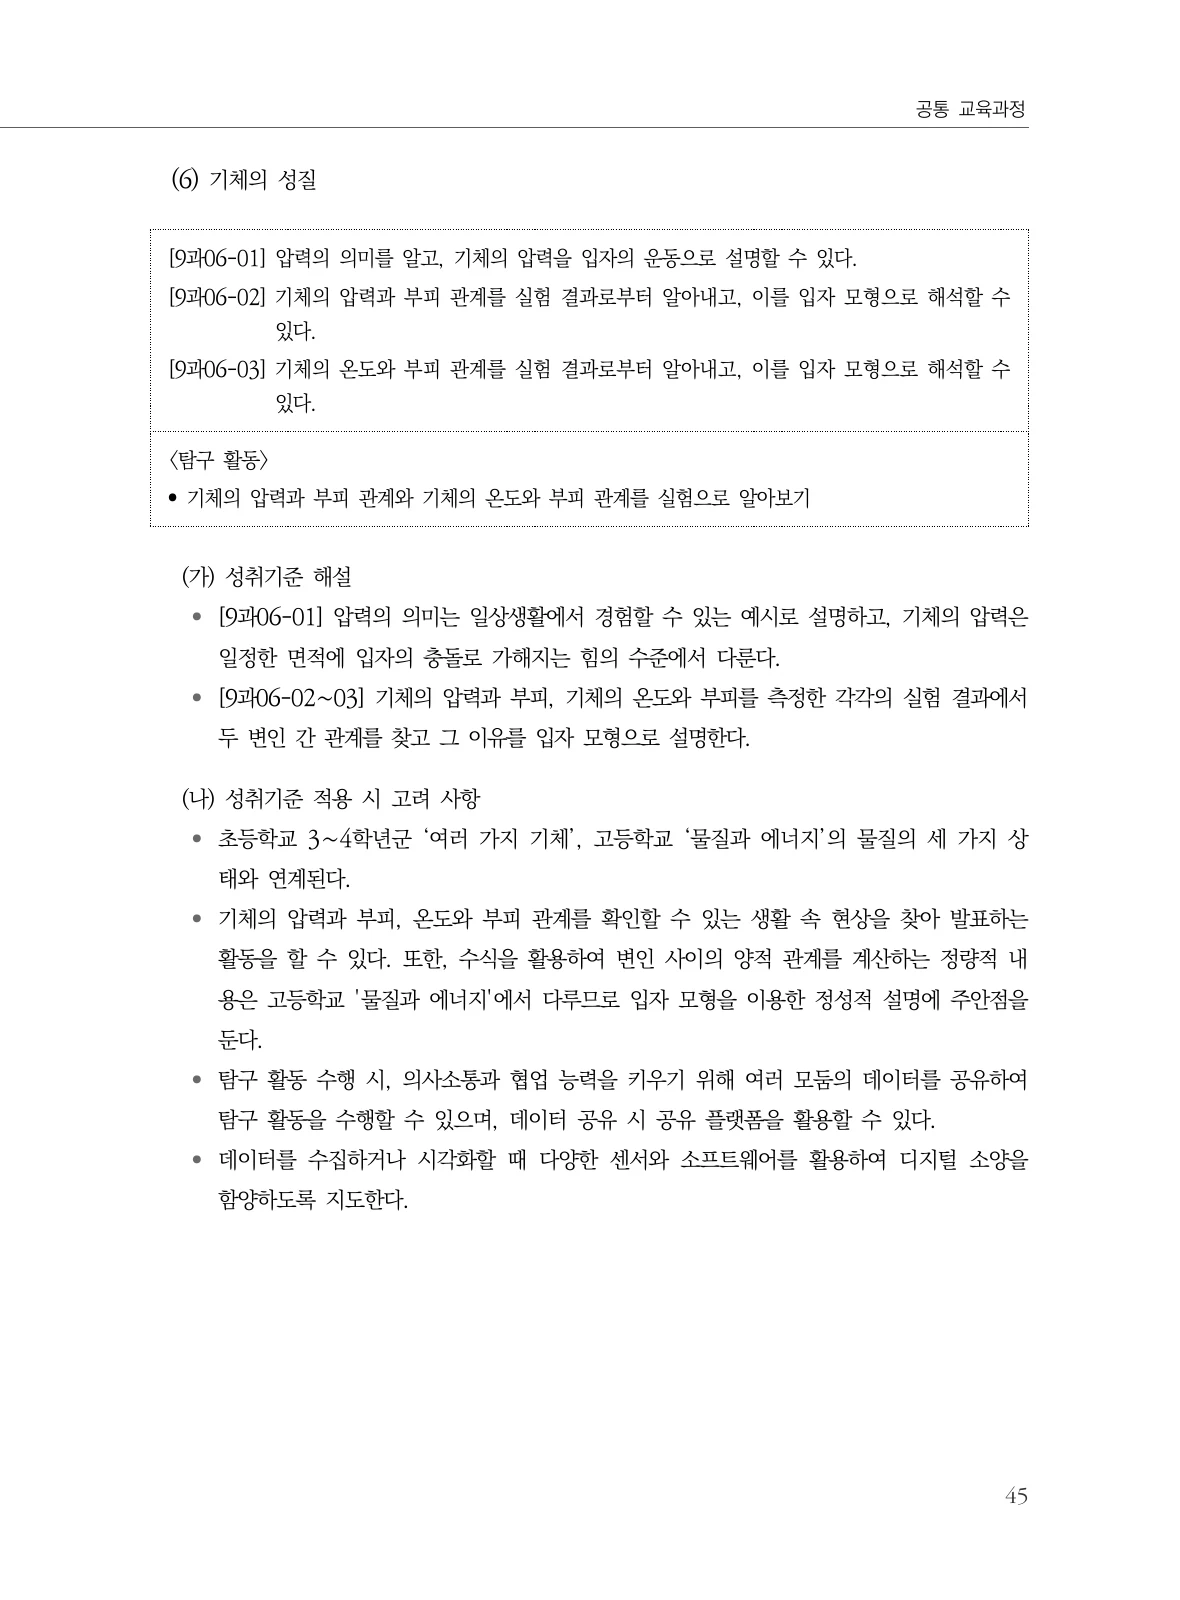 공통 교육과정
(6) 기체의 성질
[9과06-01] 압력의 의미를 알고, 기체의 압력을 입자의 운동으로 설명할 수 있다.
[9과06-02] 기체의 압력과 부피 관계를 실험 결과로부터 알아내고, 이를 입자 모형으로 해석할 수
있다.
[9과06-03] 기체의 온도와 부피 관계를 실험 결과로부터 알아내고, 이를 입자 모형으로 해석할 수
있다.
〈탐구 활동〉
• 기체의 압력과 부피 관계와 기체의 온도와 부피 관계를 실험으로 알아보기
(가) 성취기준 해설
• [9과06-01] 압력의 의미는 일상생활에서 경험할 수 있는 예시로 설명하고, 기체의 압력은
일정한 면적에 입자의 충돌로 가해지는 힘의 수준에서 다룬다.
• [9과06-02~03] 기체의 압력과 부피, 기체의 온도와 부피를 측정한 각각의 실험 결과에서
두 변인 간 관계를 찾고 그 이유를 입자 모형으로 설명한다.
(나) 성취기준 적용 시 고려 사항
• 초등학교 3~4학년군 ‘여러 가지 기체’, 고등학교 ‘물질과 에너지’의 물질의 세 가지 상
태와 연계된다.
• 기체의 압력과 부피, 온도와 부피 관계를 확인할 수 있는 생활 속 현상을 찾아 발표하는
활동을 할 수 있다. 또한, 수식을 활용하여 변인 사이의 양적 관계를 계산하는 정량적 내
용은 고등학교 '물질과 에너지'에서 다루므로 입자 모형을 이용한 정성적 설명에 주안점을
둔다.
• 탐구 활동 수행 시, 의사소통과 협업 능력을 키우기 위해 여러 모둠의 데이터를 공유하여
탐구 활동을 수행할 수 있으며, 데이터 공유 시 공유 플랫폼을 활용할 수 있다.
• 데이터를 수집하거나 시각화할 때 다양한 센서와 소프트웨어를 활용하여 디지털 소양을
함양하도록 지도한다.
45